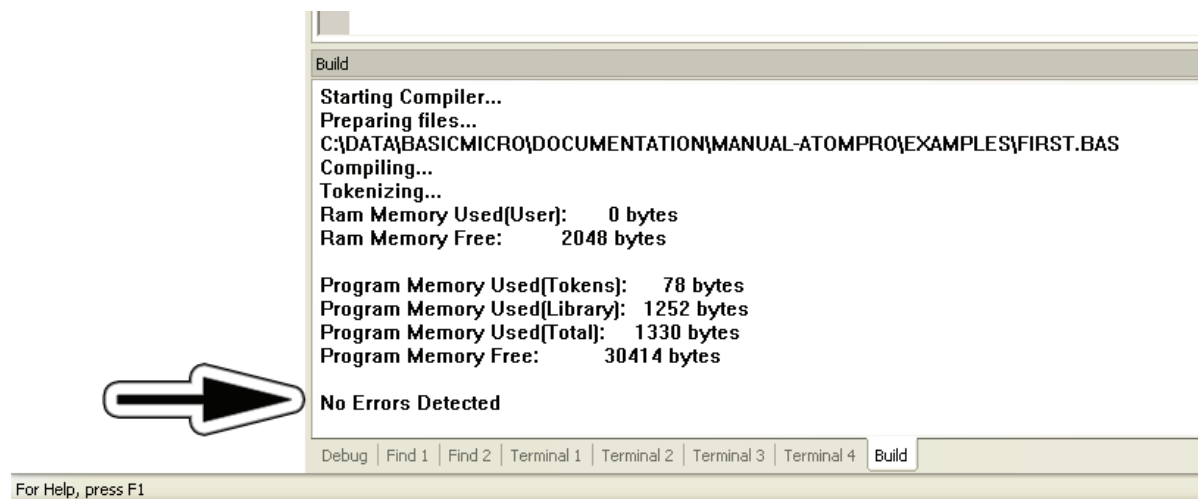 Build
Starting Compiler...
Preparing files...
C:\DATA\BASICMICRO\DOCUMENTATION\MANUAL-ATOMPRO\EXAMPLES\FIRST.BAS
Compiling...
Tokenizing...
Ram Memory Used(User): 0 bytes
Ram Memory Free: 2048 bytes
Program Memory Used(Tokens): 78 bytes
Program Memory Used(Library): 1252 bytes
Program Memory Used(Total): 1330 bytes
Program Memory Free: 30414 bytes
No Errors Detected
Debug | Find 1 | Find 2 | Terminal 1 | Terminal 2 | Terminal 3 | Terminal 4 | Build
For Help, press F1